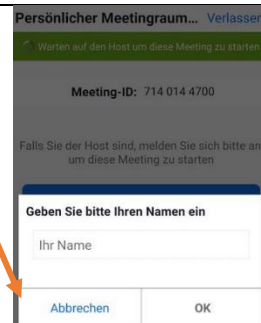 Persönlicher Meetingraum... Verlassen
Warten auf den Host um diese Meeting zu starten
Meeting-ID: 714 014 4700
Falls Sie der Host sind, melden Sie sich bitte an
um diese Meeting zu starten
Geben Sie bitte Ihren Namen ein
Ihr Name
Abbrechen OK